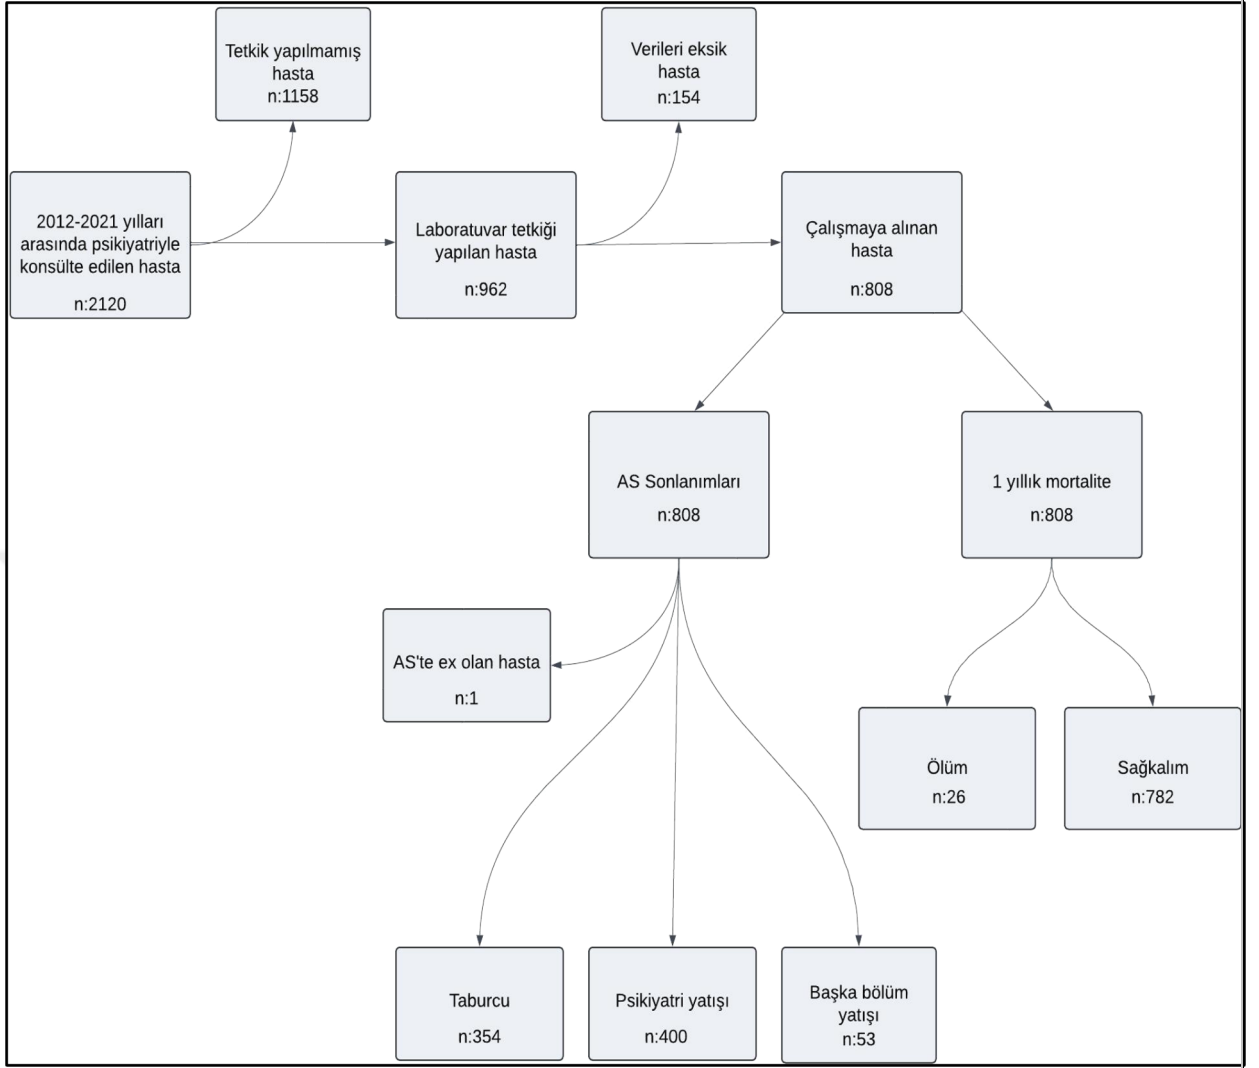 Tetkik yapılmamış
hasta
n:1158
Verileri eksik
hasta
n:154
2012-2021 yılları
arasında psikiyatriyle
konsülte edilen hasta
n:2120
Laboratuvar tetkiği
yapılan hasta
n:962
Çalışmaya alınan
hasta
n:808
AS Sonlanımları
n:808
1 yıllık mortalite
n:808
AS'te ex olan hasta
n:1
Ölüm
n:26
Sağkalım
n:782
Taburcu
n:354
Psikiyatri yatışı
n:400
Başka bölüm
yatışı
n:53